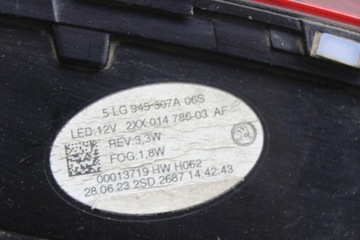 5LG 945 307A 06S
LED:12V 2XX 014 786-03 AF
REV:3,3W
FOG:1,8W
00013719 HW H062
28.06.23 2SD 2687 14:42:43